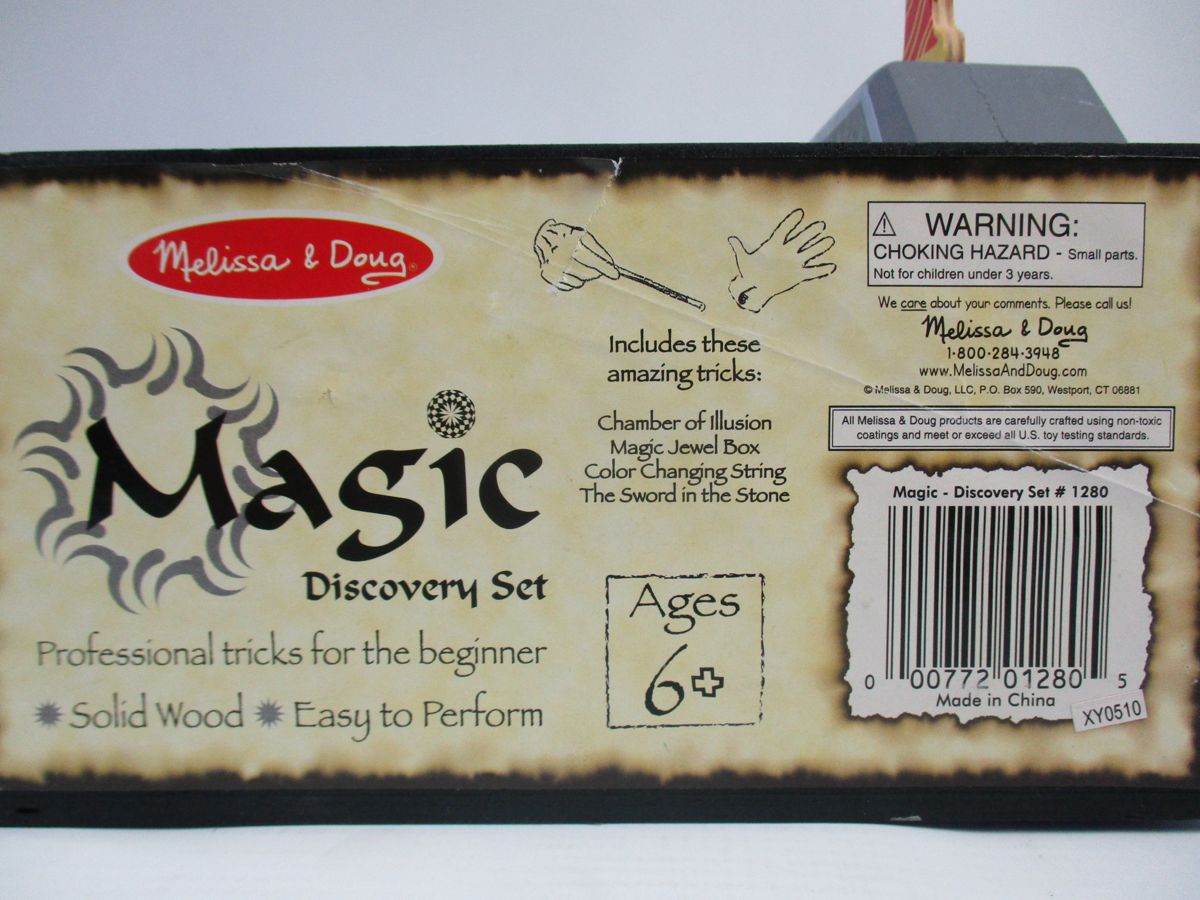 Melissa & Doug®
Magic
Discovery Set
Professional tricks for the beginner
Solid Wood
Easy to Perform
Includes these
amazing tricks:
Chamber of Illusion
Magic Jewel Box
Color Changing String
The Sword in the Stone
Ages
6+
WARNING:
CHOKING HAZARD - Small parts.
Not for children under 3 years.
We care about your comments. Please call us!
Melissa & Doug
1·800·284·3948
www.MelissaAndDoug.com
© Melissa & Doug, LLC, P.O. Box 590, Westport, CT 06881
All Melissa & Doug products are carefully crafted using non-toxic
coatings and meet or exceed all U.S. toy testing standards.
Magic - Discovery Set # 1280
0 00772 01280 5
Made in China
XY0510